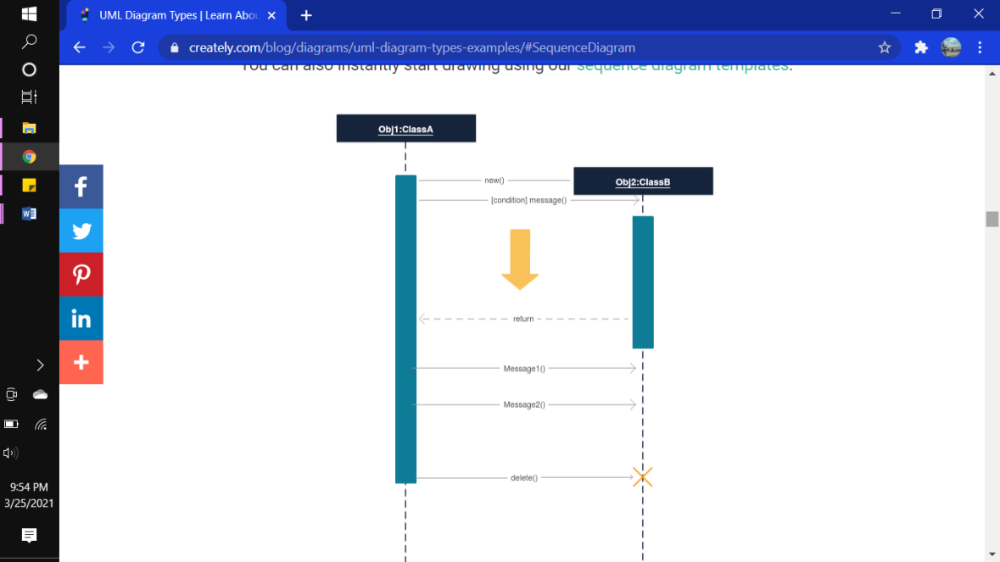 UML Diagram Types | Learn Abou
creately.com/blog/diagrams/uml-diagram-types-examples/#SequenceDiagram
You can also instantly start drawing using our sequence diagram templates.
Obj1:ClassA
new()
Obj2:ClassB
[condition] message()
return
Message1()
Message2()
delete()
9:54 PM
3/25/2021